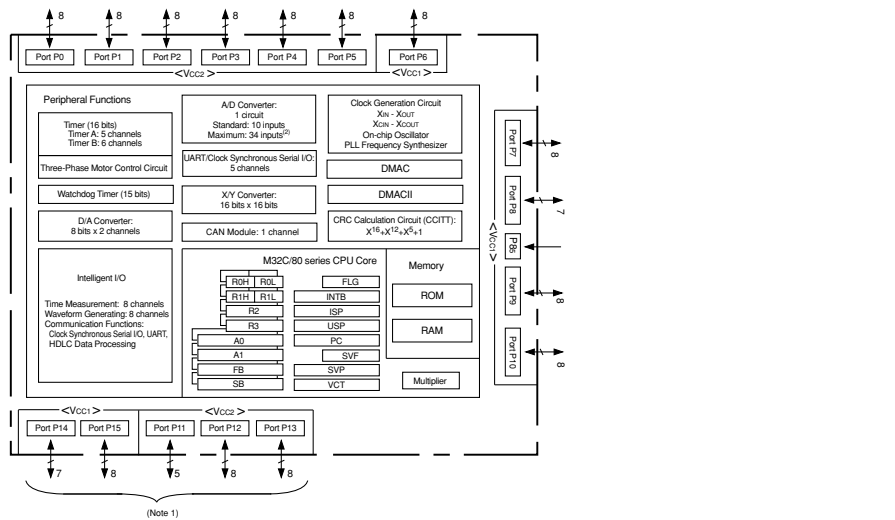 8 8 8 8 8 8 8
Port P0 Port P1 Port P2 Port P3 Port P4 Port P5 Port P6
<VCC2> <VCC1>
Peripheral Functions
Timer (16 bits)
Timer A: 5 channels
Timer B: 6 channels
Three-Phase Motor Control Circuit
Watchdog Timer (15 bits)
D/A Converter:
8 bits x 2 channels
Intelligent I/O
Time Measurement: 8 channels
Waveform Generating: 8 channels
Communication Functions:
Clock Synchronous Serial I/O, UART,
HDLC Data Processing
A/D Converter:
1 circuit
Standard: 10 inputs
Maximum: 34 inputs(2)
UART/Clock Synchronous Serial I/O:
5 channels
X/Y Converter:
16 bits x 16 bits
CAN Module: 1 channel
Clock Generation Circuit
XIN - XOUT
XCIN - XCOUT
On-chip Oscillator
PLL Frequency Synthesizer
DMAC
DMACII
CRC Calculation Circuit (CCITT):
X16+X12+X5+1
M32C/80 series CPU Core
R0H R0L
R1H R1L
R2
R3
A0
A1
FB
SB
FLG
INTB
ISP
USP
PC
SVF
SVP
VCT
Memory
ROM
RAM
Multiplier
<VCC1>
Port P7
8
Port P8
7
P85
Port P9
8
Port P10
8
<VCC1> <VCC2>
Port P14 Port P15 Port P11 Port P12 Port P13
7 8 5 8 8
(Note 1)